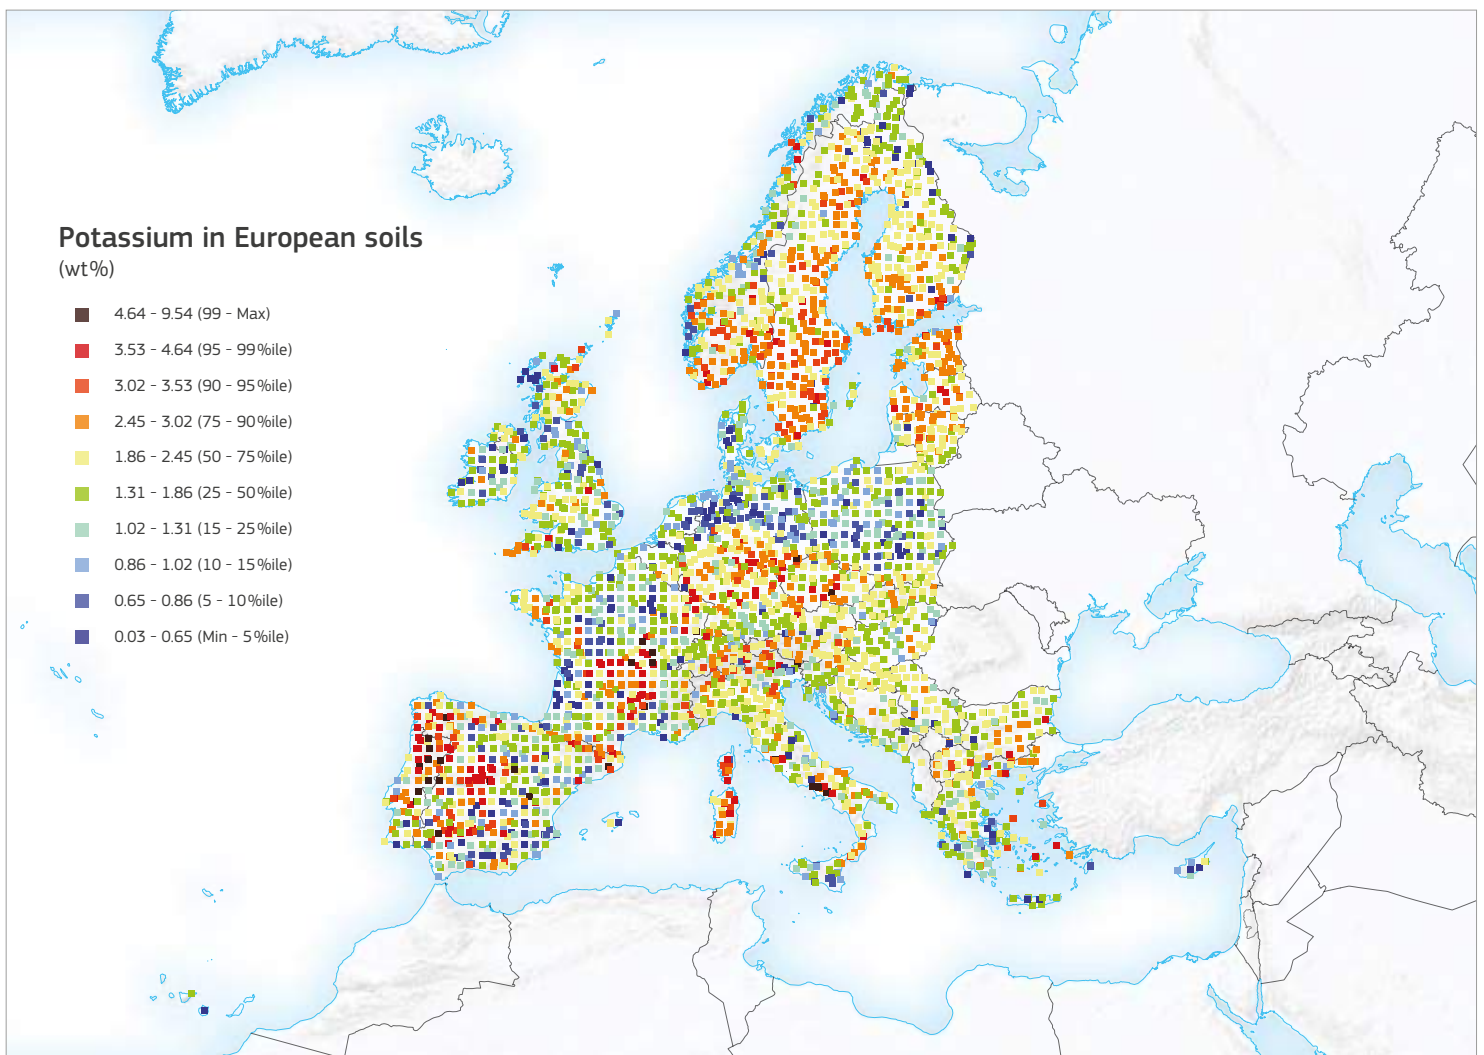 Potassium in European soils
(wt%)
4.64 - 9.54 (99 - Max)
3.53 - 4.64 (95 - 99%ile)
3.02 - 3.53 (90 - 95%ile)
2.45 - 3.02 (75 - 90%ile)
1.86 - 2.45 (50 - 75%ile)
1.31 - 1.86 (25 - 50%ile)
1.02 - 1.31 (15 - 25%ile)
0.86 - 1.02 (10 - 15%ile)
0.65 - 0.86 (5 - 10%ile)
0.03 - 0.65 (Min - 5%ile)